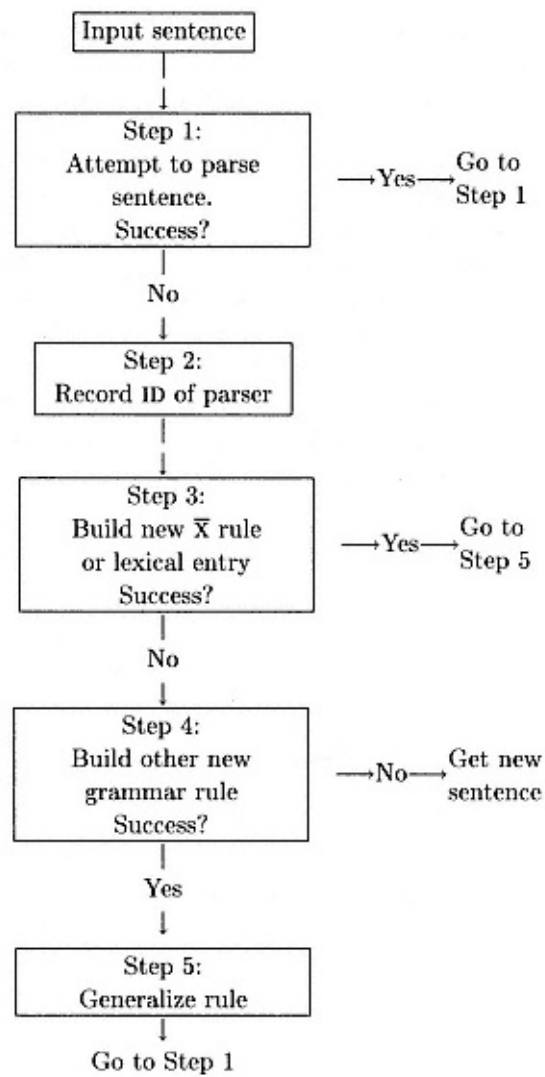 Input sentence
Step 1:
Attempt to parse
sentence.
Success?
Yes
Go to
Step 1
No
Step 2:
Record ID of parser
Step 3:
Build new X̅ rule
or lexical entry
Success?
Yes
Go to
Step 5
No
Step 4:
Build other new
grammar rule
Success?
No
Get new
sentence
Yes
Step 5:
Generalize rule
Go to Step 1